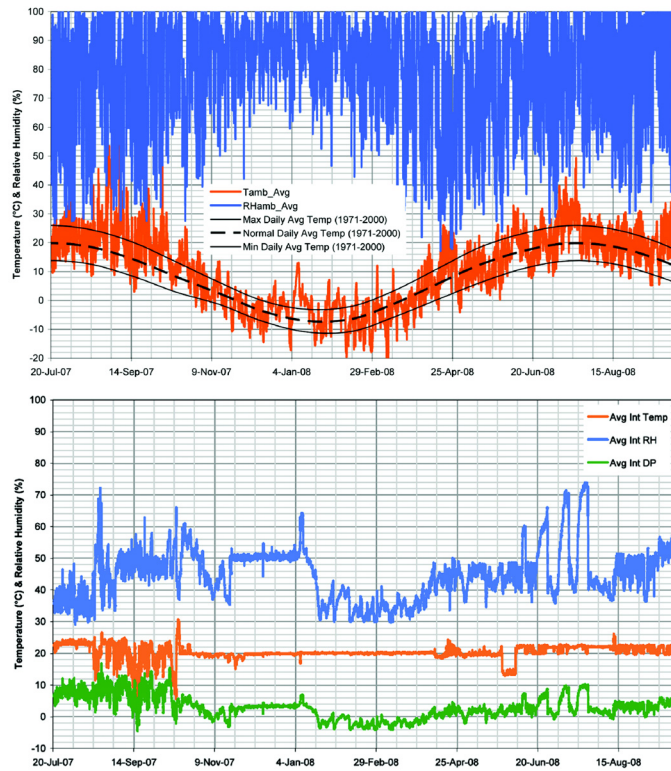 Temperature (°C) & Relative Humidity (%)
100
90
80
70
60
50
40
30
20
10
0
-10
-20
Tamb_Avg
RHamb_Avg
Max Daily Avg Temp (1971-2000)
Normal Daily Avg Temp (1971-2000)
Min Daily Avg Temp (1971-2000)
20-Jul-07 14-Sep-07 9-Nov-07 4-Jan-08 29-Feb-08 25-Apr-08 20-Jun-08 15-Aug-08
Temperature (°C) & Relative Humidity (%)
100
90
80
70
60
50
40
30
20
10
0
-10
Avg Int Temp
Avg Int RH
Avg Int DP
20-Jul-07 14-Sep-07 9-Nov-07 4-Jan-08 29-Feb-08 25-Apr-08 20-Jun-08 15-Aug-08